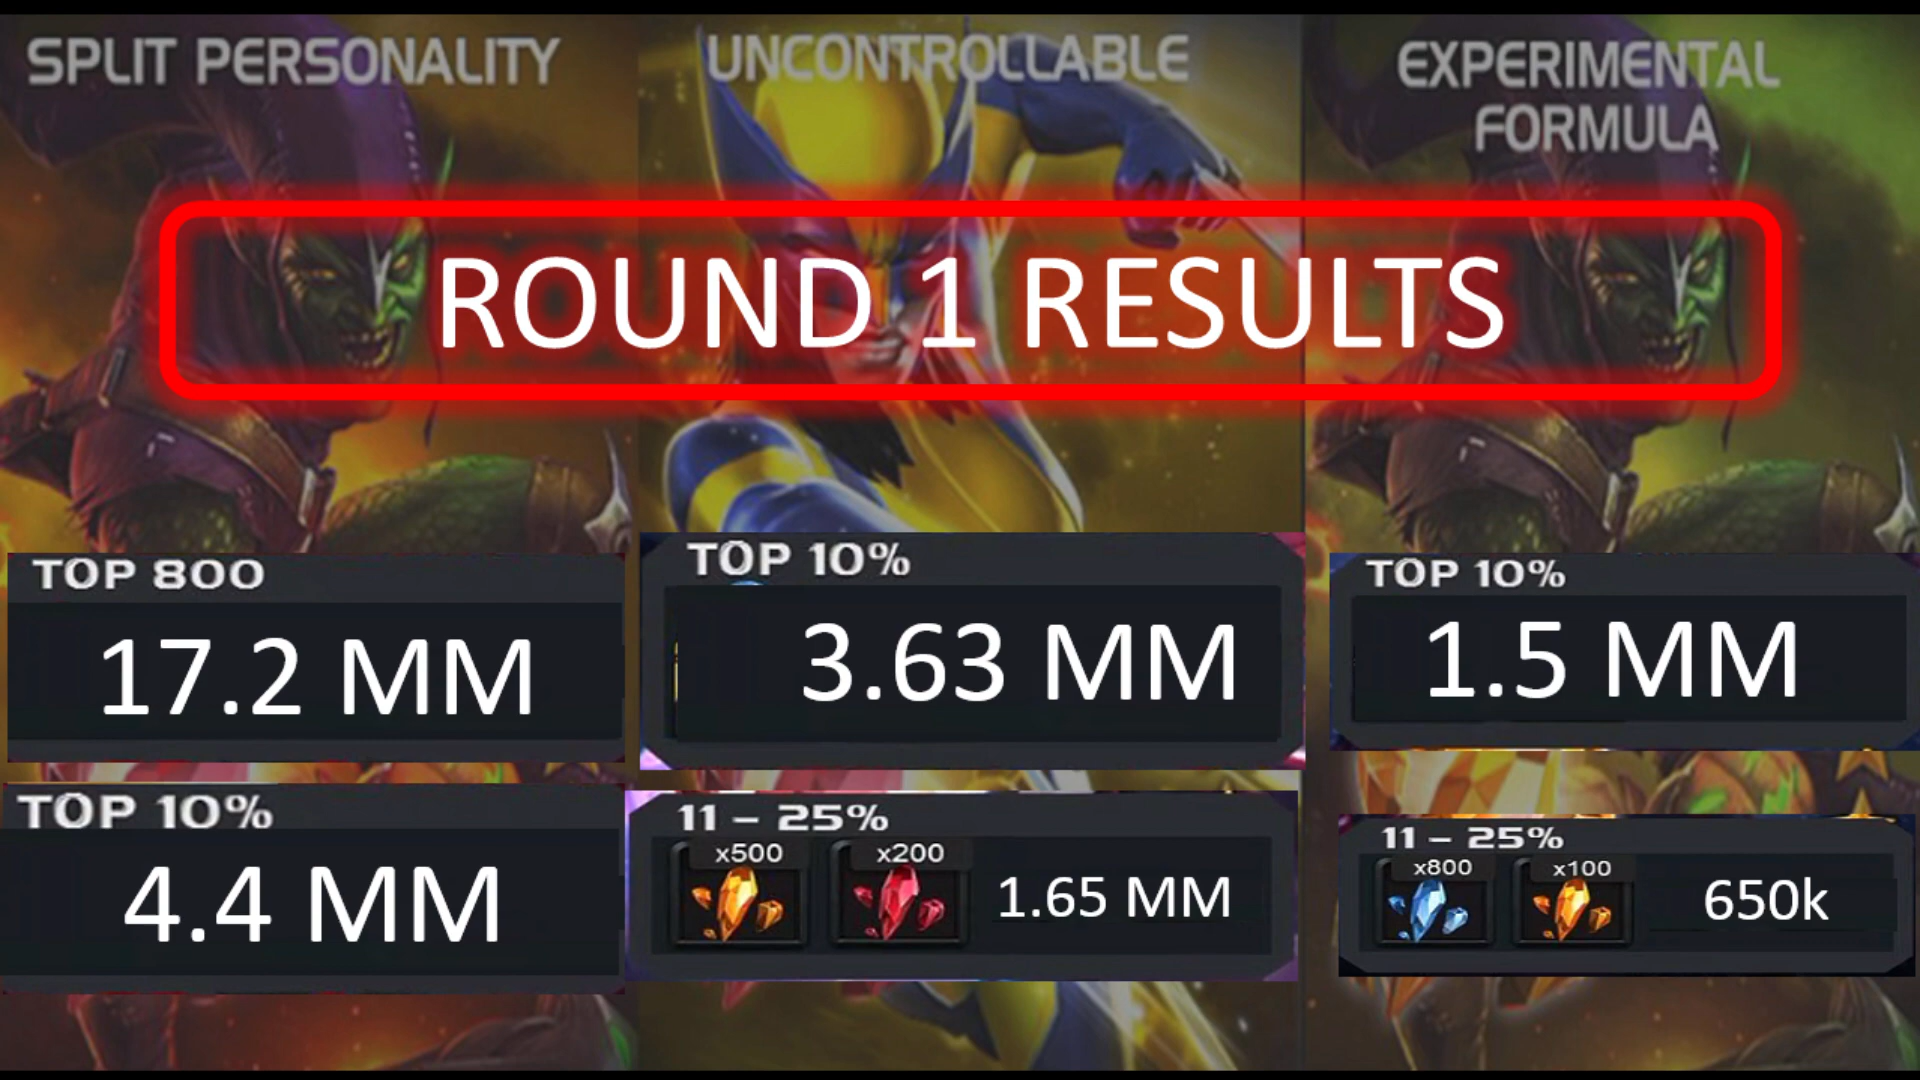 SPLIT PERSONALITY
UNCONTROLLABLE
EXPERIMENTAL
FORMULA
ROUND 1 RESULTS
TOP 800
17.2 MM
TOP 10%
4.4 MM
TOP 10%
3.63 MM
11 – 25%
x500
x200
1.65 MM
TOP 10%
1.5 MM
11 – 25%
x800
x100
650k